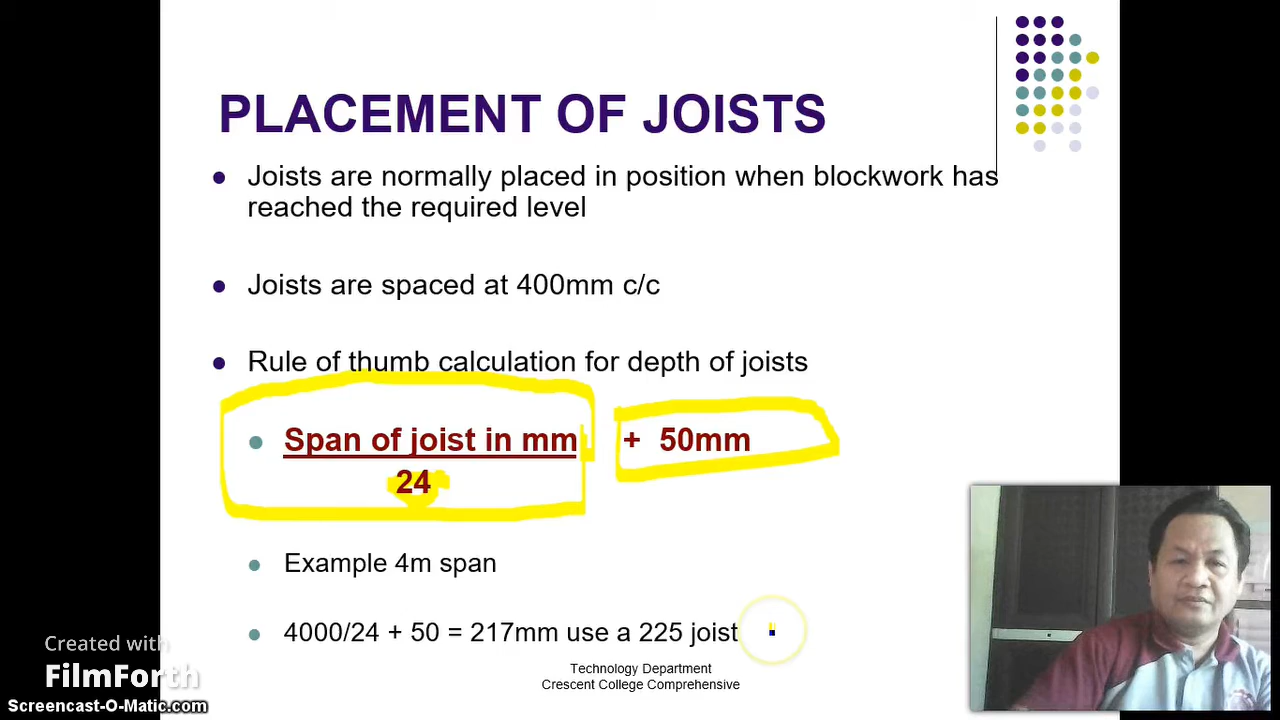 PLACEMENT OF JOISTS
Joists are normally placed in position when blockwork has
reached the required level
Joists are spaced at 400mm c/c
Rule of thumb calculation for depth of joists
Span of joist in mm + 50mm
24
Example 4m span
4000/24 + 50 = 217mm use a 225 joist
Technology Department
Crescent College Comprehensive
Created with
FilmForth
Screencast-O-Matic.com